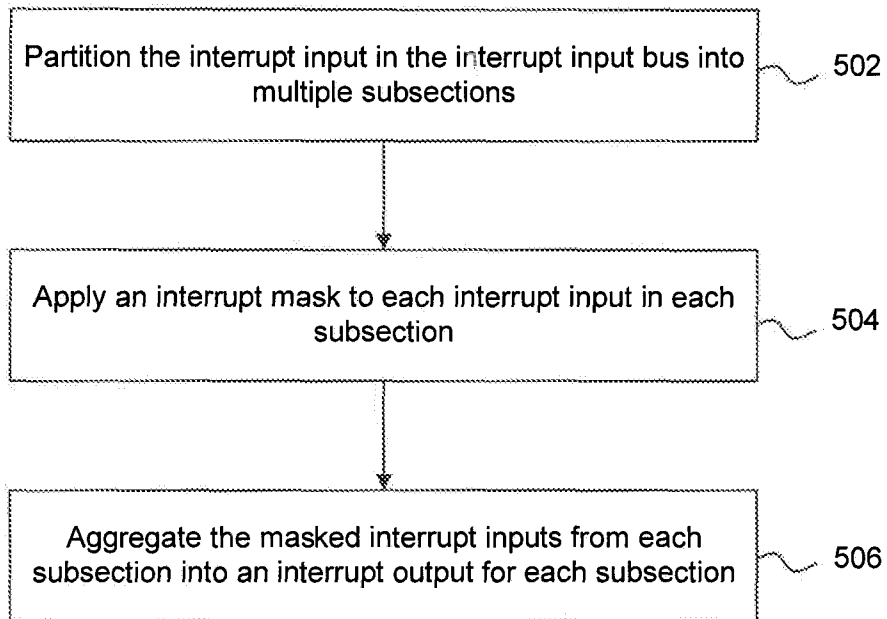 Partition the interrupt input in the interrupt input bus into
multiple subsections
502
Apply an interrupt mask to each interrupt input in each
subsection
504
Aggregate the masked interrupt inputs from each
subsection into an interrupt output for each subsection
506